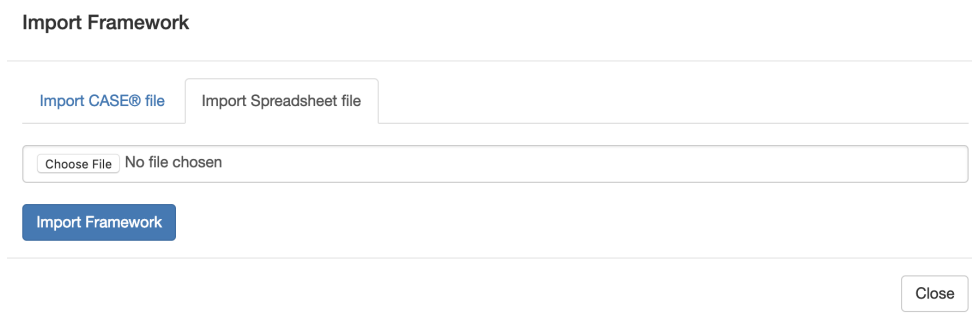 Import Framework
Import CASE® file
Import Spreadsheet file
Choose File No file chosen
Import Framework
Close